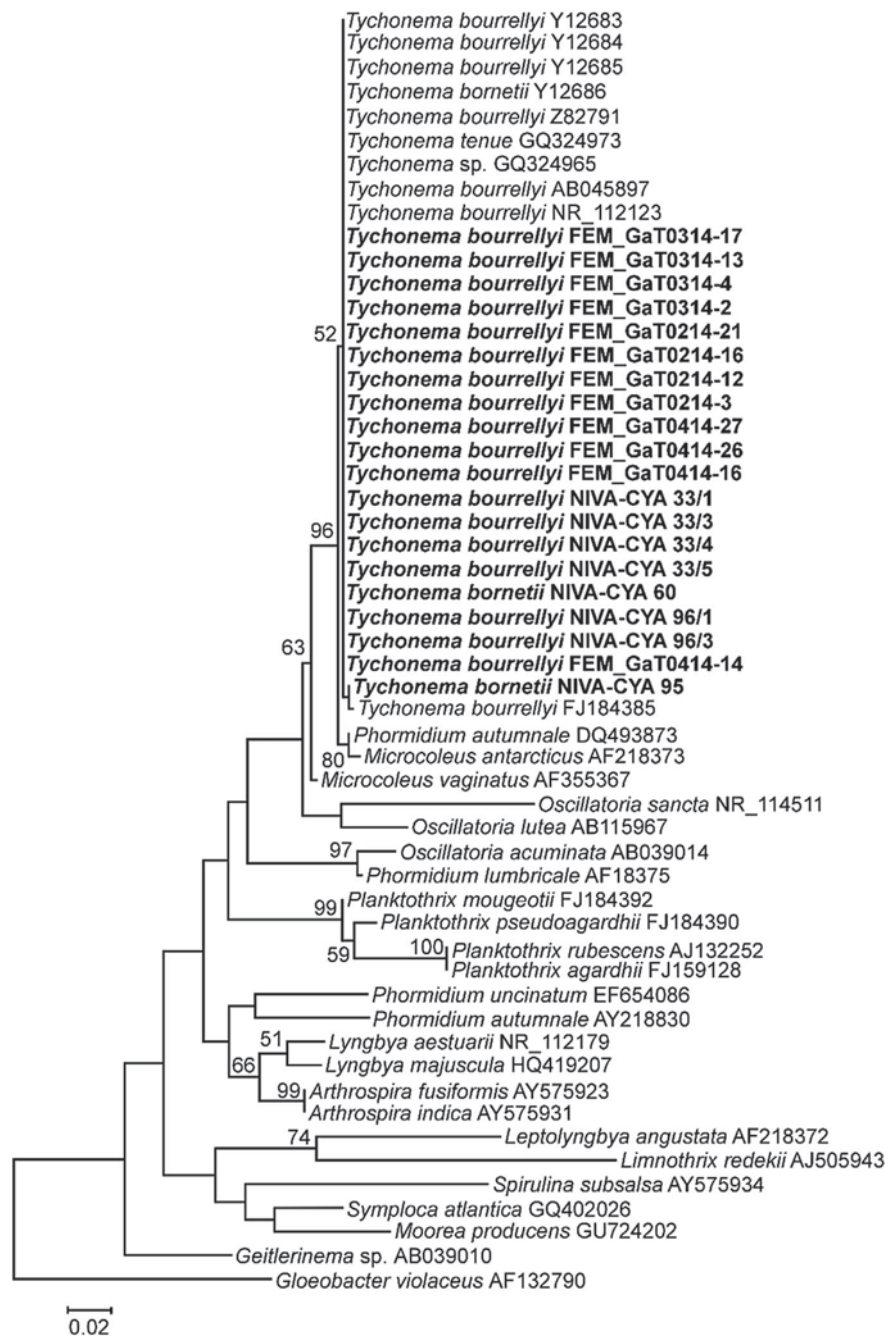 Tychonema bourrellyi Y12683
Tychonema bourrellyi Y12684
Tychonema bourrellyi Y12685
Tychonema bornetii Y12686
Tychonema bourrellyi Z82791
Tychonema tenue GQ324973
Tychonema sp. GQ324965
Tychonema bourrellyi AB045897
Tychonema bourrellyi NR_112123
Tychonema bourrellyi FEM_GaT0314-17
Tychonema bourrellyi FEM_GaT0314-13
Tychonema bourrellyi FEM_GaT0314-4
Tychonema bourrellyi FEM_GaT0314-2
52
Tychonema bourrellyi FEM_GaT0214-21
Tychonema bourrellyi FEM_GaT0214-16
Tychonema bourrellyi FEM_GaT0214-12
Tychonema bourrellyi FEM_GaT0214-3
Tychonema bourrellyi FEM_GaT0414-27
Tychonema bourrellyi FEM_GaT0414-26
Tychonema bourrellyi FEM_GaT0414-16
Tychonema bourrellyi NIVA-CYA 33/1
Tychonema bourrellyi NIVA-CYA 33/3
96
Tychonema bourrellyi NIVA-CYA 33/4
Tychonema bourrellyi NIVA-CYA 33/5
Tychonema bornetii NIVA-CYA 60
Tychonema bourrellyi NIVA-CYA 96/1
Tychonema bourrellyi NIVA-CYA 96/3
63
Tychonema bourrellyi FEM_GaT0414-14
Tychonema bornetii NIVA-CYA 95
Tychonema bourrellyi FJ184385
Phormidium autumnale DQ493873
80
Microcoleus antarcticus AF218373
Microcoleus vaginatus AF355367
Oscillatoria sancta NR_114511
Oscillatoria lutea AB115967
97
Oscillatoria acuminata AB039014
Phormidium lumbricale AF18375
99
Planktothrix mougeotii FJ184392
Planktothrix pseudoagardhii FJ184390
59
100
Planktothrix rubescens AJ132252
Planktothrix agardhii FJ159128
Phormidium uncinatum EF654086
Phormidium autumnale AY218830
51
Lyngbya aestuarii NR_112179
66
Lyngbya majuscula HQ419207
99
Arthrospira fusiformis AY575923
Arthrospira indica AY575931
74
Leptolyngbya angustata AF218372
Limnothrix redekii AJ505943
Spirulina subsalsa AY575934
Symploca atlantica GQ402026
Moorea producens GU724202
Geitlerinema sp. AB039010
Gloeobacter violaceus AF132790
0.02